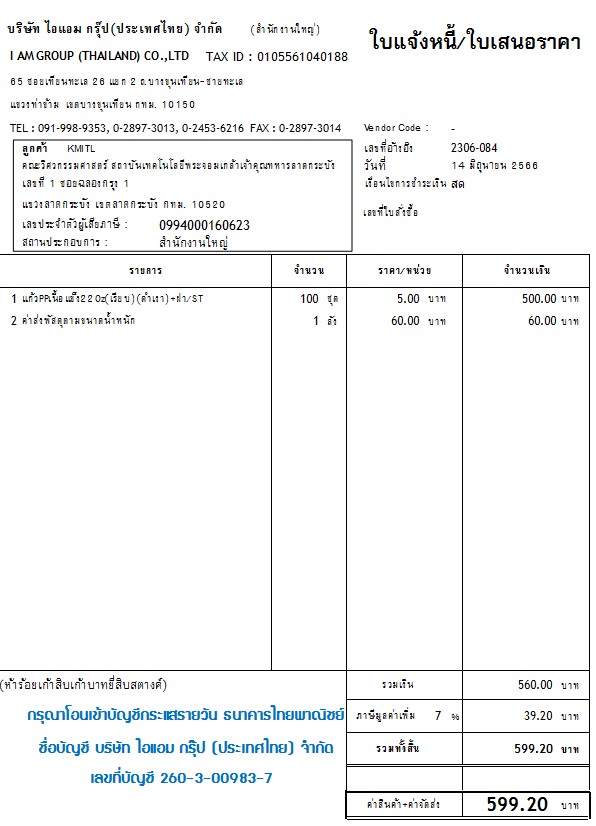 บริษัท ไอแอม กรุ๊ป(ประเทศไทย) จำกัด (สำนักงานใหญ่)
ใบแจ้งหนี้/ใบเสนอราคา
I AM GROUP (THAILAND) CO.,LTD TAX ID : 0105561040188
65 ซอยเทียนทะเล 26 แยก 2 ถ.บางขุนเทียน-ชายทะเล
แขวงท่าข้าม เขตบางขุนเทียน กทม. 10150
TEL : 091-998-9353, 0-2897-3013, 0-2453-6216 FAX : 0-2897-3014
Vendor Code : -
ลูกค้า KMITL
เลขที่อ้างอิง 2306-084
คณะวิศวกรรมศาสตร์ สถาบันเทคโนโลยีพระจอมเกล้าเจ้าคุณทหารลาดกระบัง
วันที่ 14 มิถุนายน 2566
เลขที่ 1 ซอยฉลองกรุง 1
เงื่อนไขการชำระเงิน สด
แขวงลาดกระบัง เขตลาดกระบัง กทม. 10520
เลขที่ใบสั่งซื้อ
เลขประจำตัวผู้เสียภาษี : 0994000160623
สถานประกอบการ : สำนักงานใหญ่
รายการ จำนวน ราคา/หน่วย จำนวนเงิน
1 แก้วPPเนื้อแข็ง22Oz(เรียบ)(ดำเงา)+ฝา/ST 100 ชุด 5.00 บาท 500.00 บาท
2 ค่าส่งพัสดุตามขนาดน้ำหนัก 1 ลัง 60.00 บาท 60.00 บาท
(ห้าร้อยเก้าสิบเก้าบาทยี่สิบสตางค์) รวมเงิน 560.00 บาท
กรุณาโอนเข้าบัญชีกระแสรายวัน ธนาคารไทยพาณิชย์
ภาษีมูลค่าเพิ่ม 7 % 39.20 บาท
ชื่อบัญชี บริษัท ไอแอม กรุ๊ป (ประเทศไทย) จำกัด
รวมทั้งสิ้น 599.20 บาท
เลขที่บัญชี 260-3-00983-7
ค่าสินค้า+ค่าจัดส่ง 599.20 บาท